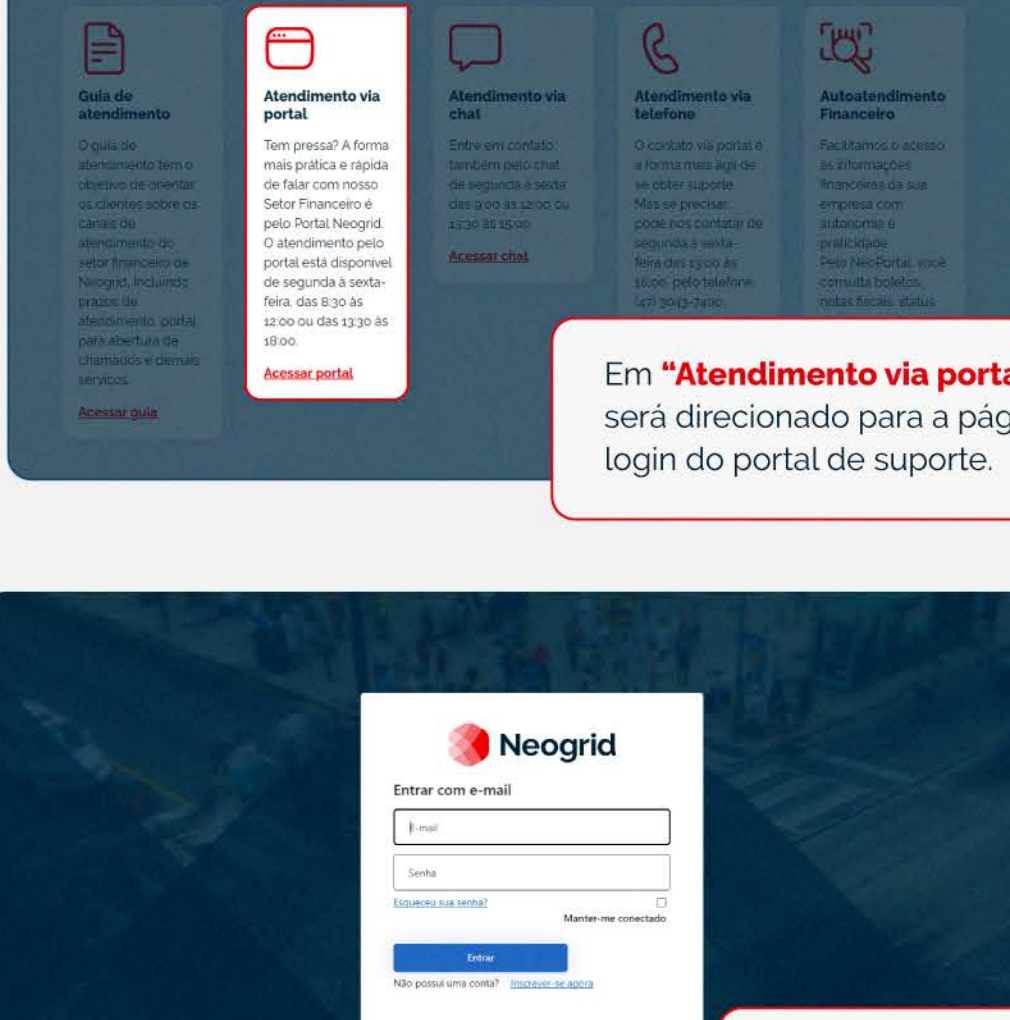 Guia de
atendimento
O guia de
atendimento tem o
objetivo de orientar
os clientes sobre os
canais de
atendimento do
setor financeiro de
Neogrid, incluindo
prazos de
atendimento, portal
para abertura de
chamados e demais
serviços.
Acessar guia
Atendimento via
portal
Tem pressa? A forma
mais prática e rápida
de falar com nosso
Setor Financeiro é
pelo Portal Neogrid.
O atendimento pelo
portal está disponível
de segunda à sexta-
feira, das 8:30 às
12:00 ou das 13:30 às
18:00.
Acessar portal
Atendimento via
chat
Entre em contato
também pelo chat
de segunda à sexta
das 9:00 às 12:00 ou
13:30 às 15:00.
Acessar chat
Atendimento via
telefone
O contato via portal é
a forma mais ágil de
se obter suporte.
Mas se precisar,
pode nos contatar de
segunda à sexta-
feira das 13:00 às
16:00, pelo telefone
(47) 3043-7400.
Autoatendimento
Financeiro
Facilitamos o acesso
às informações
financeiras da sua
empresa com
autonomia e
praticidade.
Pelo NeoPortal, você
consulta boletos,
notas fiscais, status
Em “Atendimento via porta
será direcionado para a pág
login do portal de suporte.
Neogrid
Entrar com e-mail
E-mail
Senha
Esqueceu sua senha?
Manter-me conectado
Entrar
Não possui uma conta? Inscrever-se agora